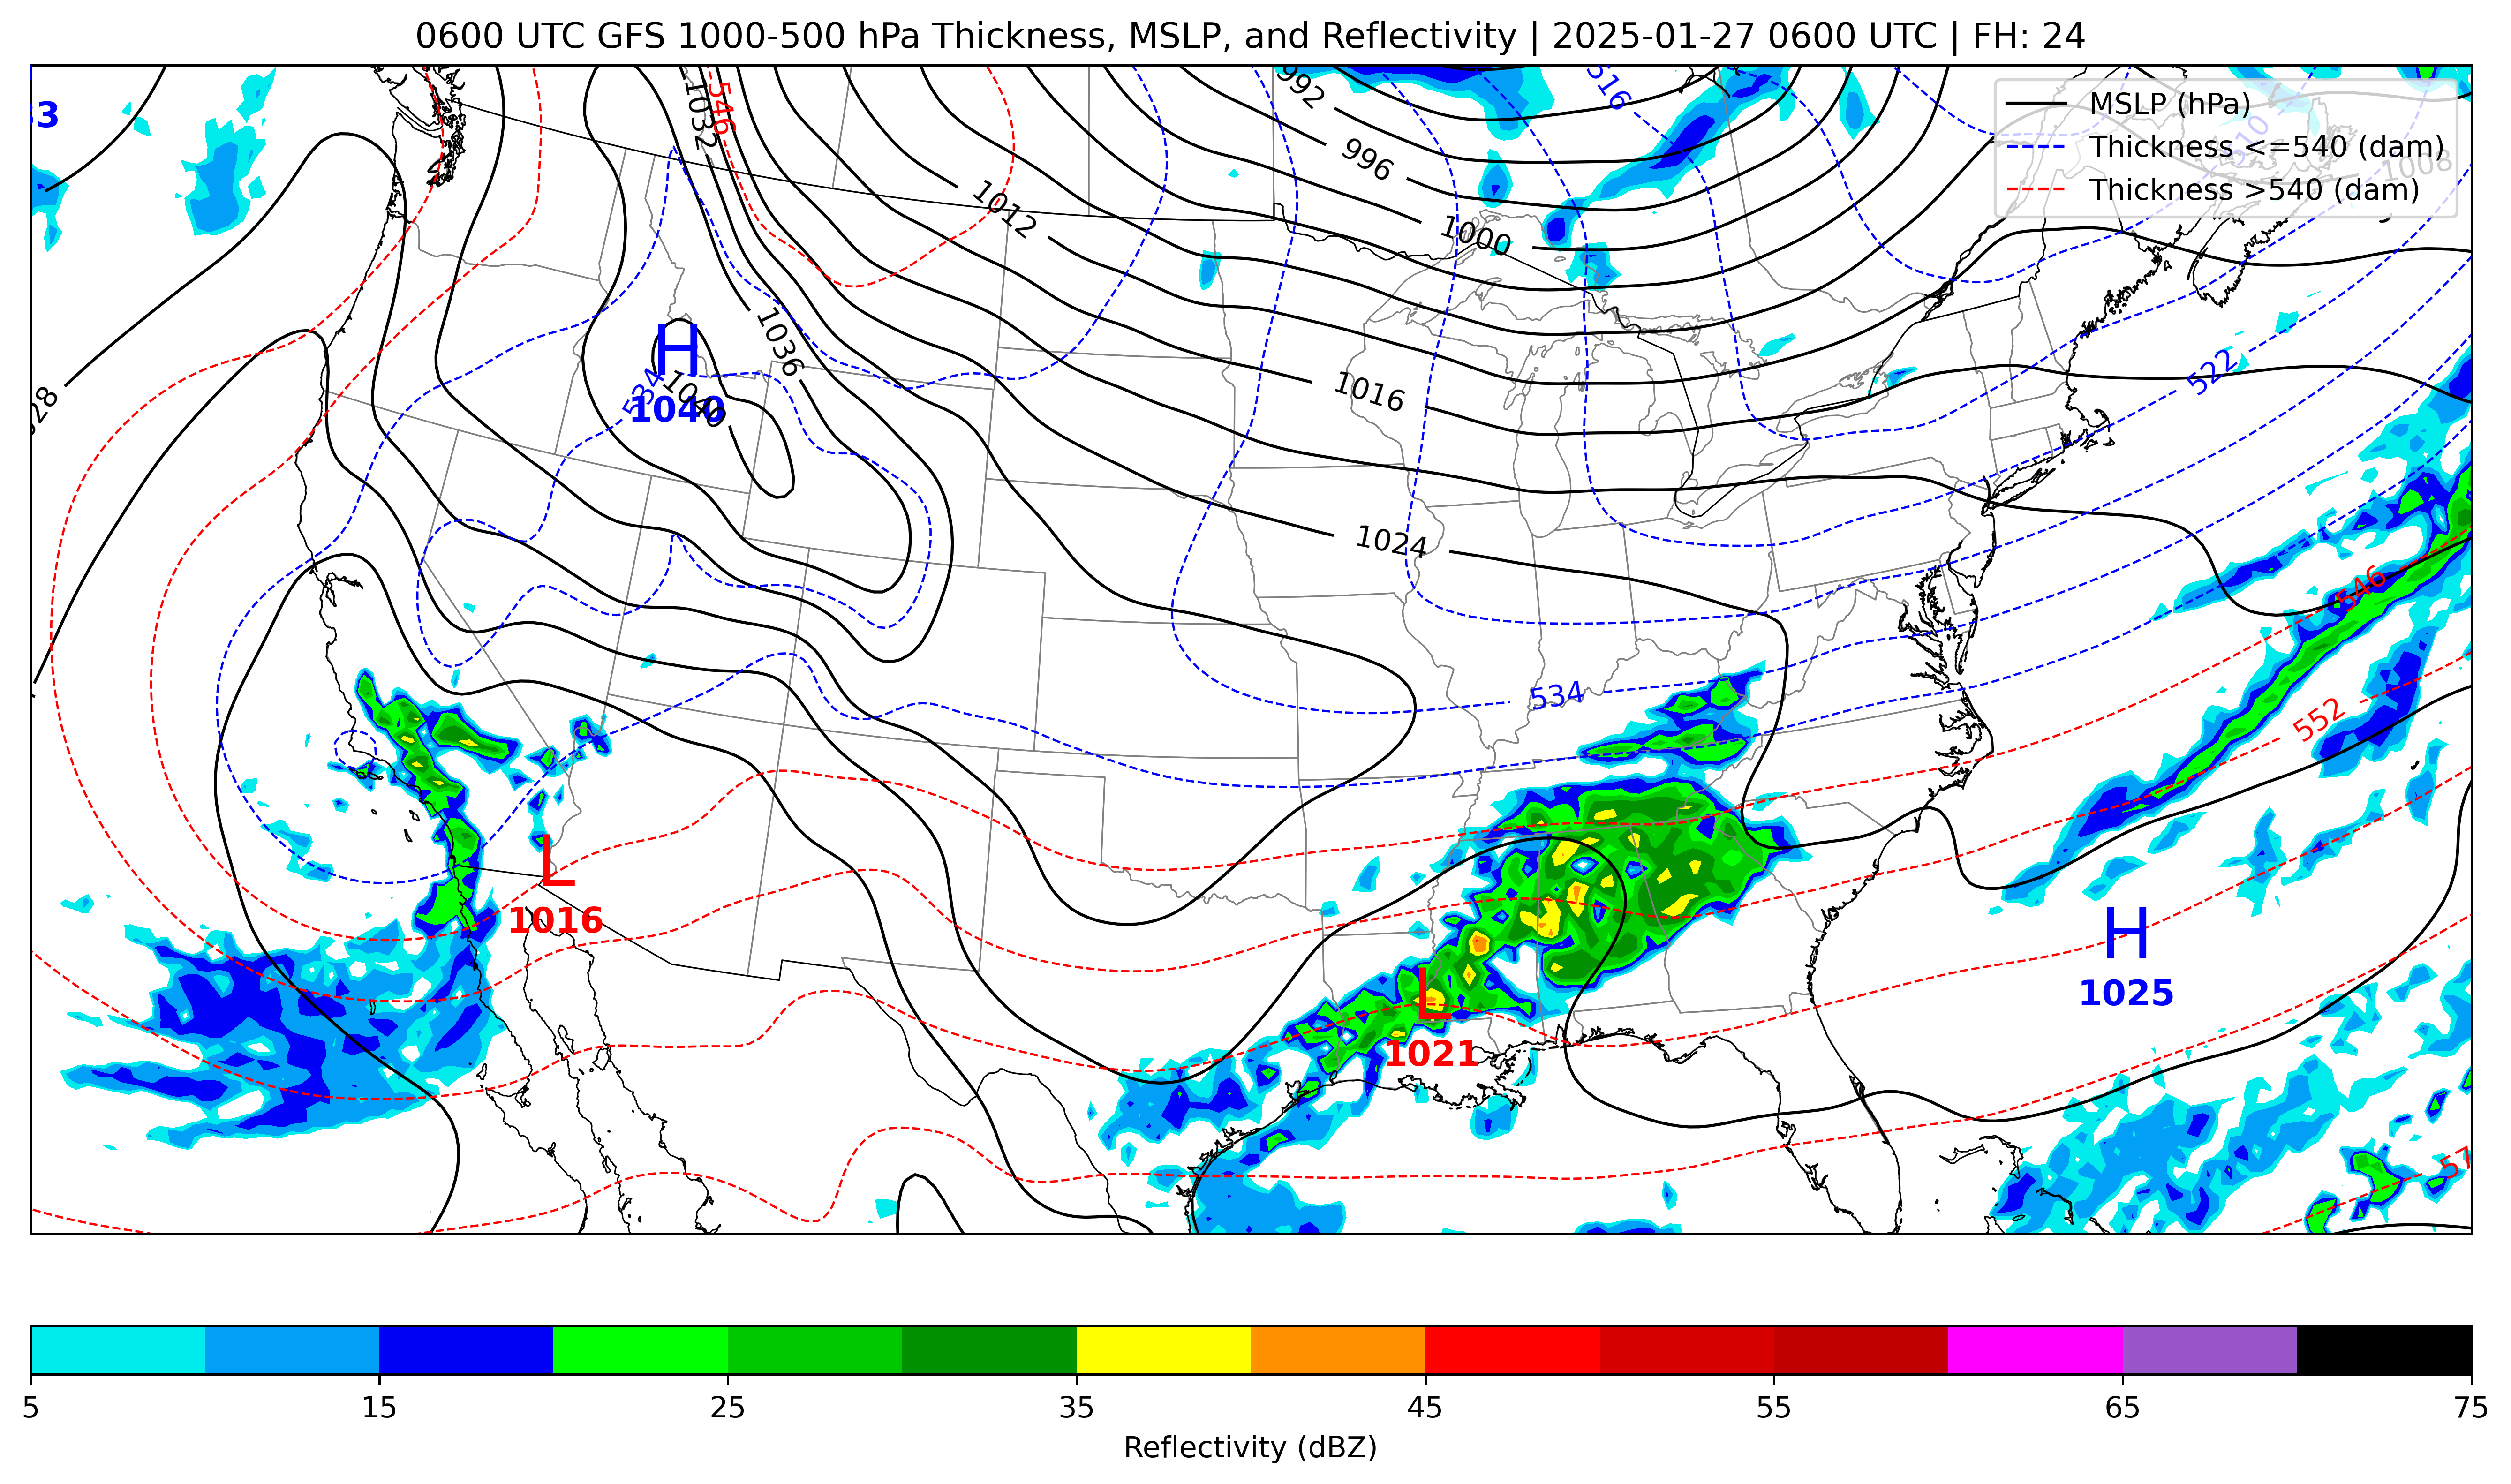 0600 UTC GFS 1000-500 hPa Thickness, MSLP, and Reflectivity | 2025-01-27 0600 UTC | FH: 24
MSLP (hPa)
Thickness <=540 (dam)
Thickness >540 (dam)
1032
546
992
516
996
510
1008
1012
1000
1036
H
1040
534
1040
1016
522
1024
546
534
552
L
1016
H
1025
L
1021
5 15 25 35 45 55 65 75
Reflectivity (dBZ)